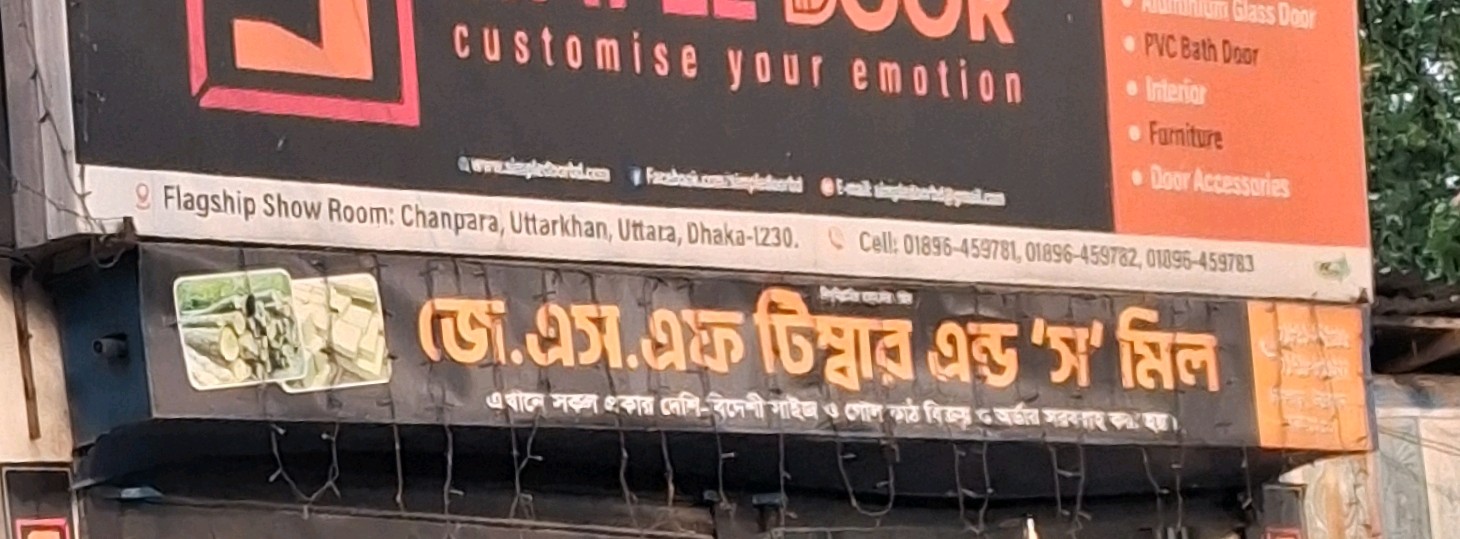 DOOR
customise your emotion
Aluminium Glass Door
PVC Bath Door
Interior
Furniture
Door Accessories
Flagship Show Room: Chanpara, Uttarkhan, Uttara, Dhaka-1230.
Cell: 01896-459781, 01896-459782, 01896-459783
জে.এস.এফ টিম্বার এন্ড 'স' মিল
এখানে সকল প্রকার দেশি-বিদেশী সাইজ ও গোল কাঠ বিক্রয় ও অর্ডার সরবরাহ করা হয়।